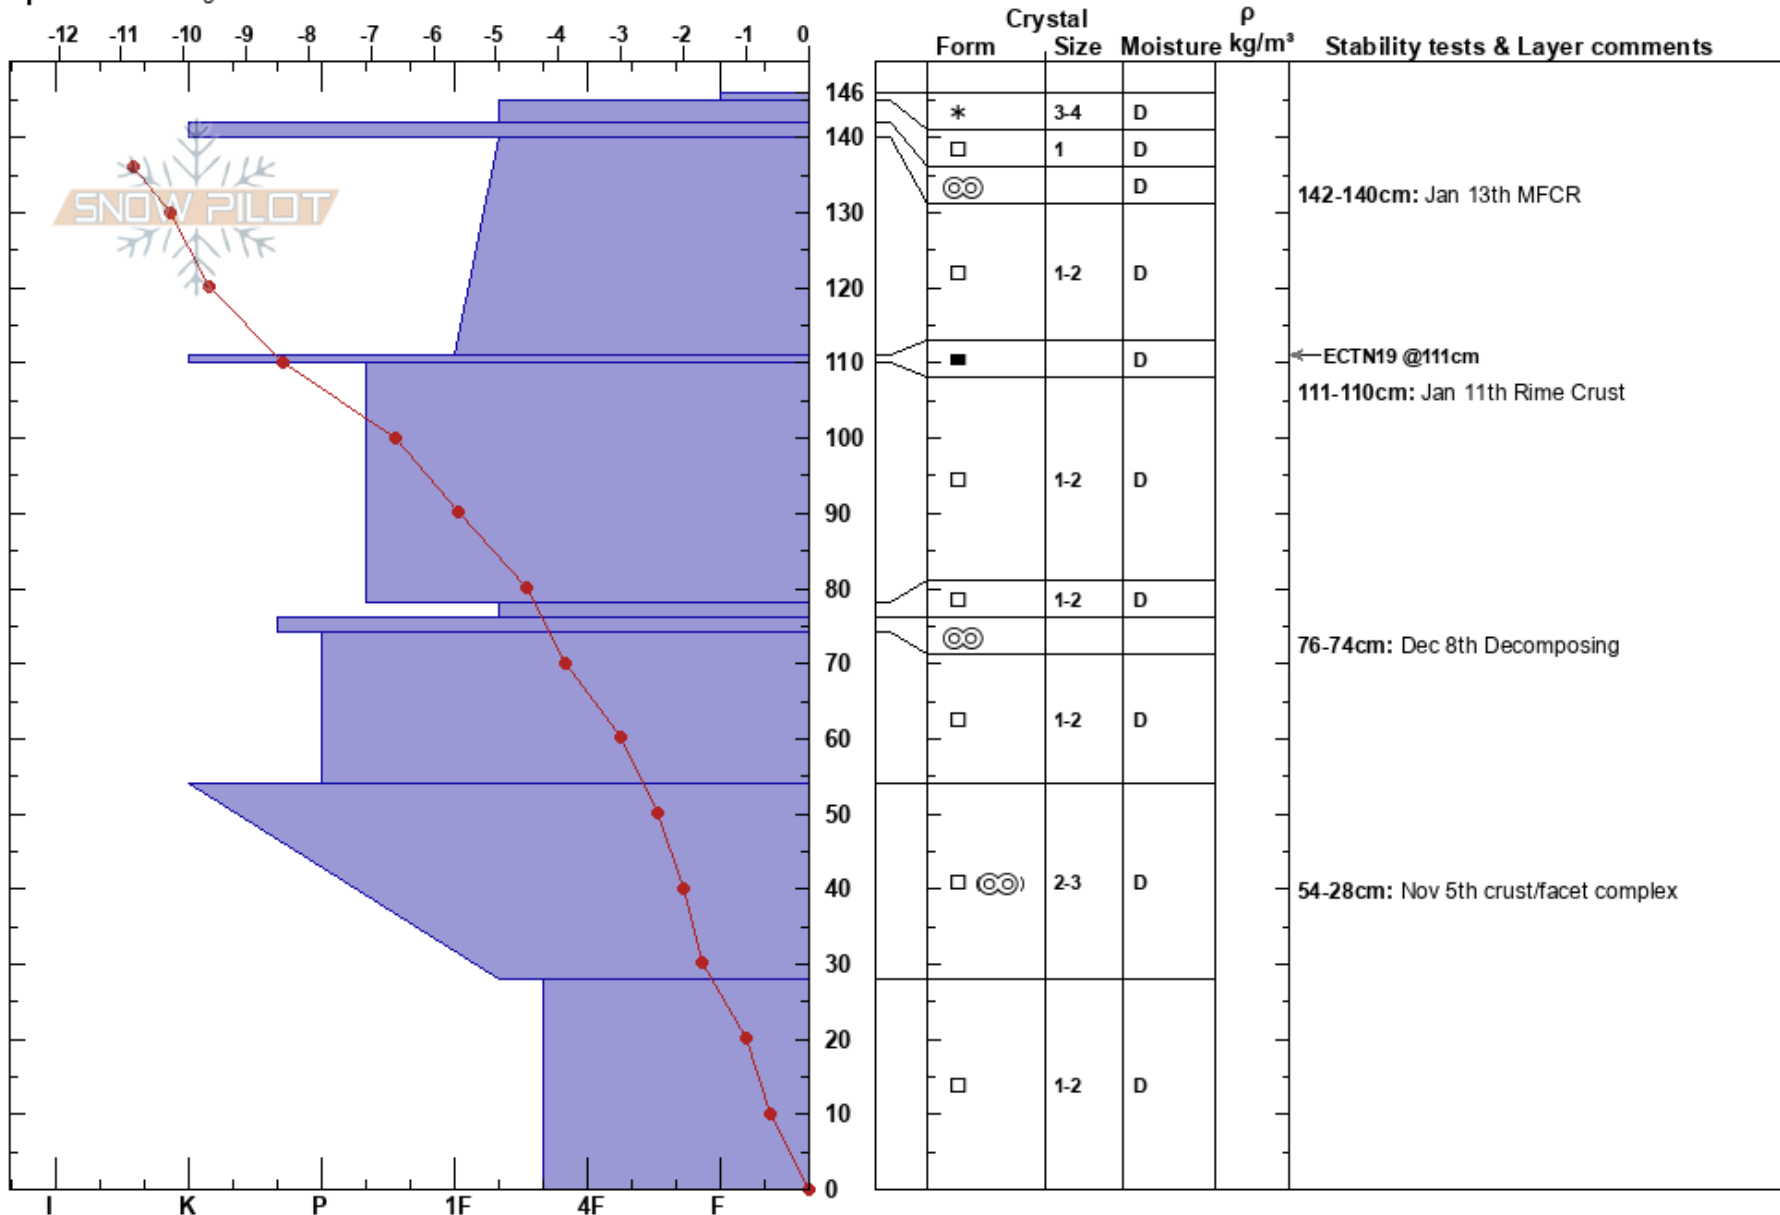 -12 -11 -10 -9 -8 -7 -6 -5 -4 -3 -2 -1 0
Crystal
Form Size Moisture
ρ
kg/m³
Stability tests & Layer comments
146
* 3-4 D
140
1 D
D
SNOW PILOT
142-140cm: Jan 13th MFCR
130
1-2 D
120
110
D
ECTN19 @111cm
111-110cm: Jan 11th Rime Crust
100
1-2 D
90
80
1-2 D
76-74cm: Dec 8th Decomposing
70
1-2 D
60
50
40
2-3 D
54-28cm: Nov 5th crust/facet complex
30
20
1-2 D
10
0
I K P 1F 4F F